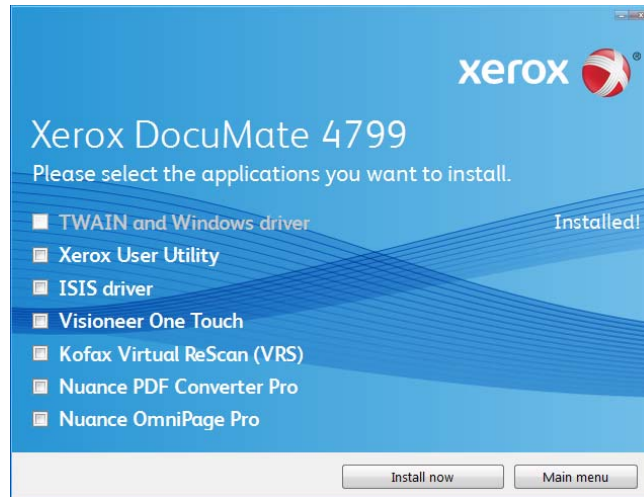 xerox ®
Xerox DocuMate 4799
Please select the applications you want to install.
TWAIN and Windows driver Installed!
Xerox User Utility
ISIS driver
Visioneer One Touch
Kofax Virtual ReScan (VRS)
Nuance PDF Converter Pro
Nuance OmniPage Pro
Install now Main menu